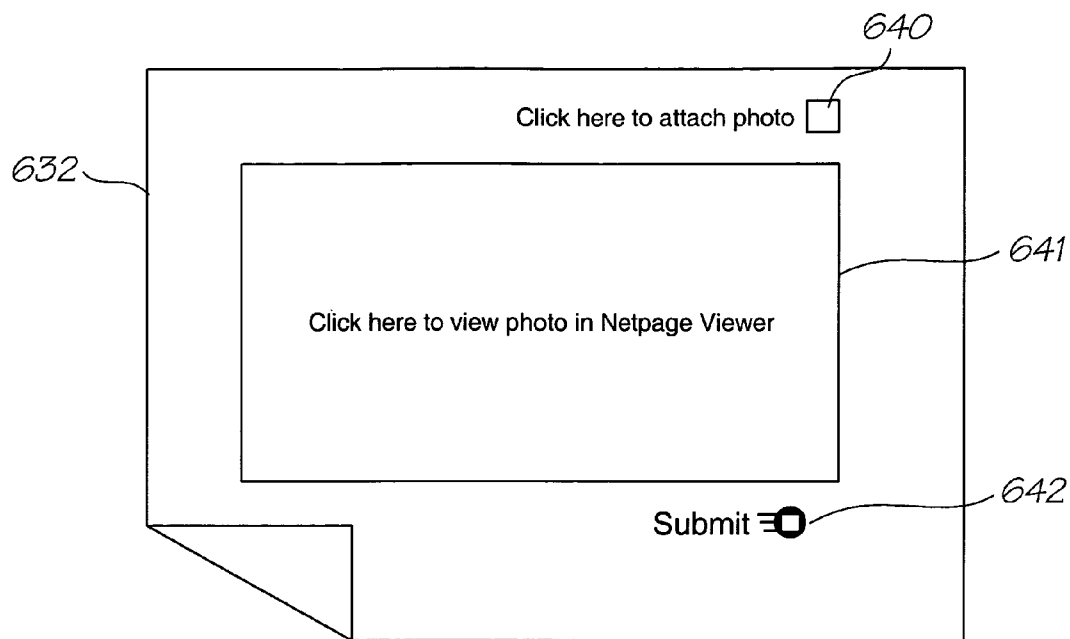 640
Click here to attach photo
632
641
Click here to view photo in Netpage Viewer
642
Submit